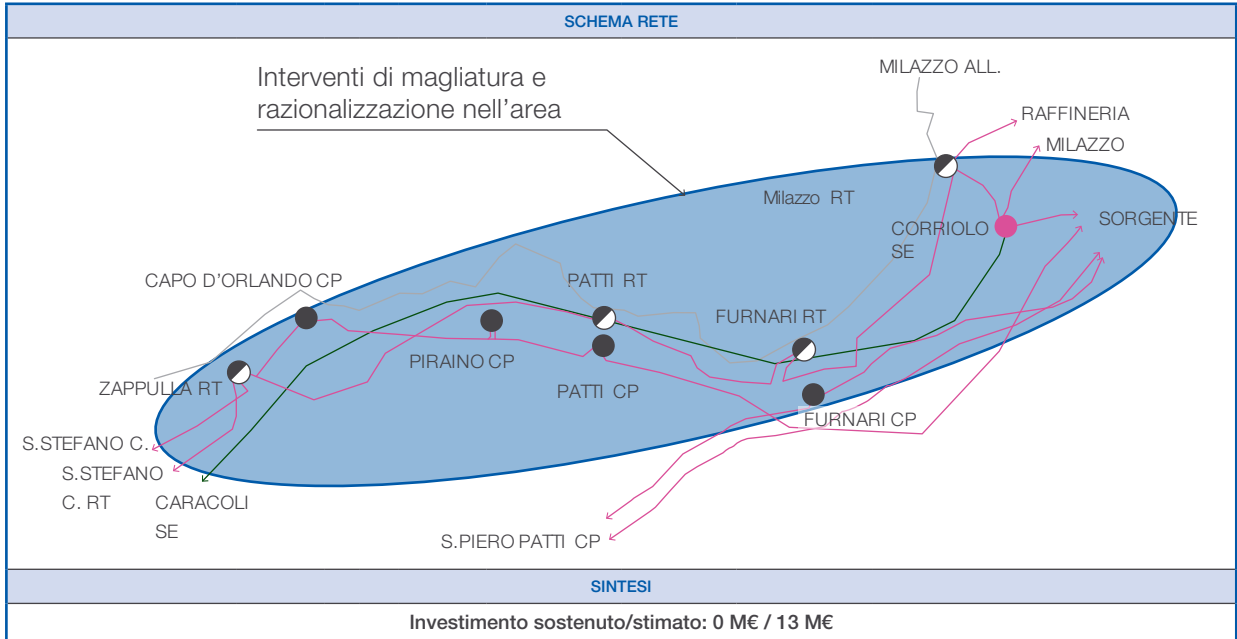 SCHEMA RETE
Interventi di magliatura e
razionalizzazione nell'area
MILAZZO ALL.
RAFFINERIA
MILAZZO
Milazzo RT
CORRIOLO
SE
SORGENTE
CAPO D'ORLANDO CP
PATTI RT
FURNARI RT
PIRAINO CP
ZAPPULLA RT
PATTI CP
FURNARI CP
S.STEFANO C.
S.STEFANO
C. RT
CARACOLI
SE
S.PIERO PATTI CP
SINTESI
Investimento sostenuto/stimato: 0 M€ / 13 M€